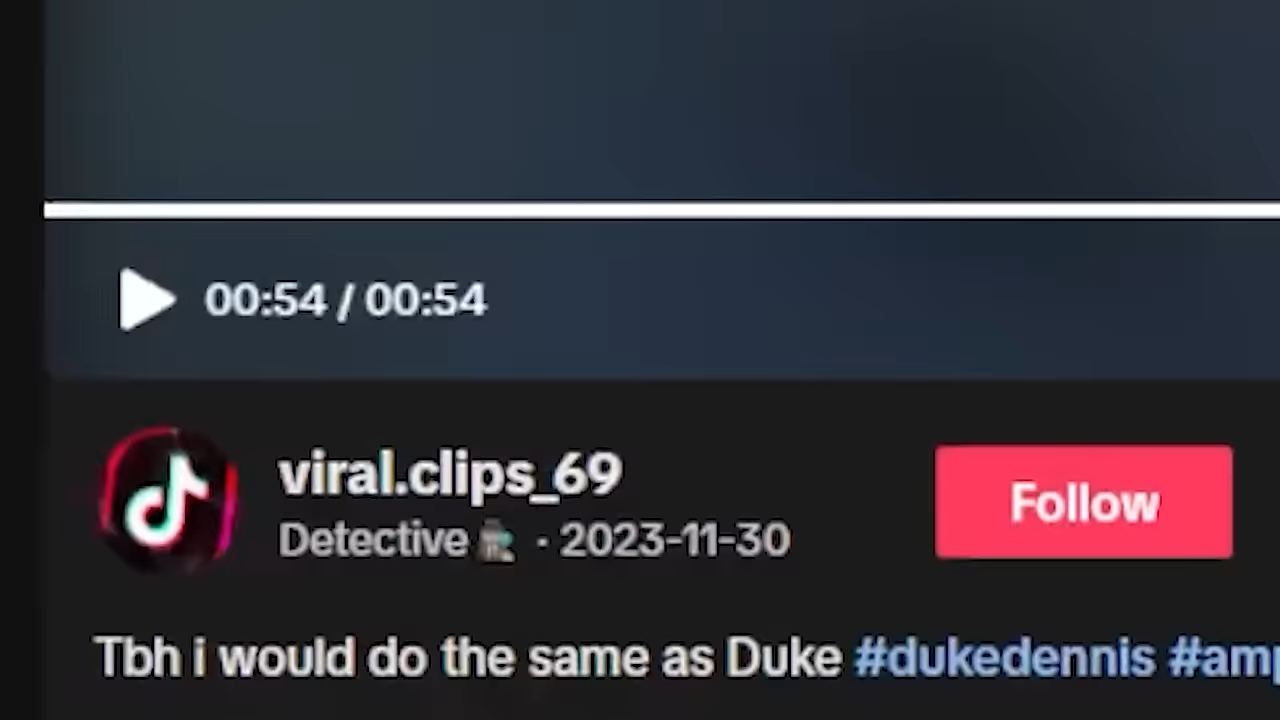 00:54 / 00:54
viral.clips_69
Follow
Detective · 2023-11-30
Tbh i would do the same as Duke #dukedennis #amp